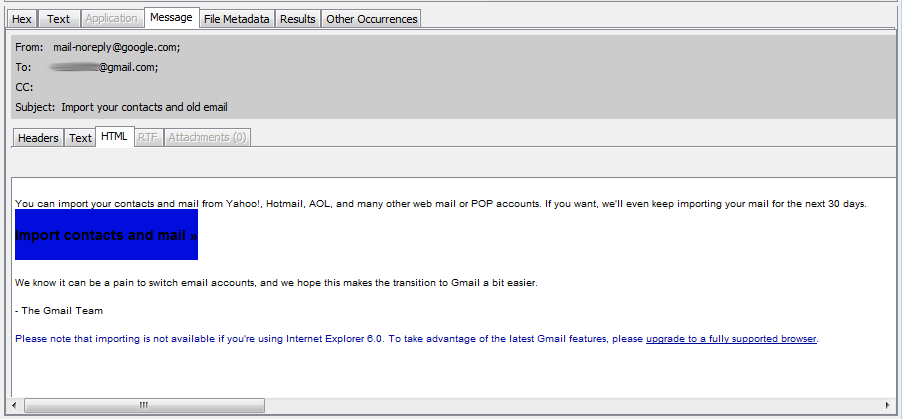 Hex Text Application Message File Metadata Results Other Occurrences
From: mail-noreply@google.com;
To: @gmail.com;
CC:
Subject: Import your contacts and old email
Headers Text HTML RTF Attachments (0)
You can import your contacts and mail from Yahoo!, Hotmail, AOL, and many other web mail or POP accounts. If you want, we'll even keep importing your mail for the next 30 days.
Import contacts and mail »
We know it can be a pain to switch email accounts, and we hope this makes the transition to Gmail a bit easier.
- The Gmail Team
Please note that importing is not available if you're using Internet Explorer 6.0. To take advantage of the latest Gmail features, please upgrade to a fully supported browser.